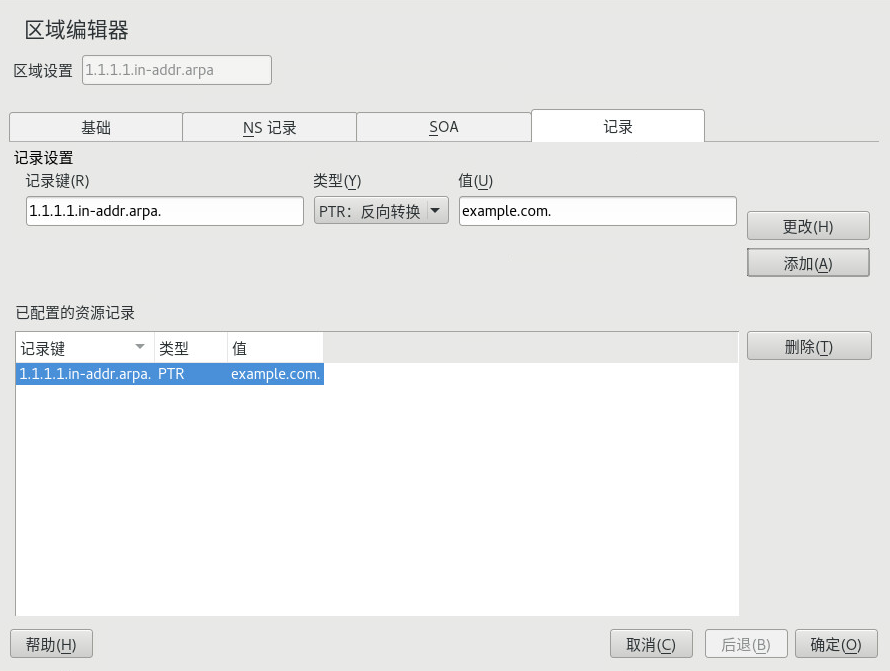 区域编辑器
区域设置 1.1.1.1.in-addr.arpa
基础 NS 记录 SOA 记录
记录设置
记录键(R) 类型(Y) 值(U)
1.1.1.1.in-addr.arpa. PTR：反向转换 example.com.
更改(H)
添加(A)
已配置的资源记录
记录键 类型 值
删除(T)
1.1.1.1.in-addr.arpa. PTR example.com.
帮助(H) 取消(C) 后退(B) 确定(O)